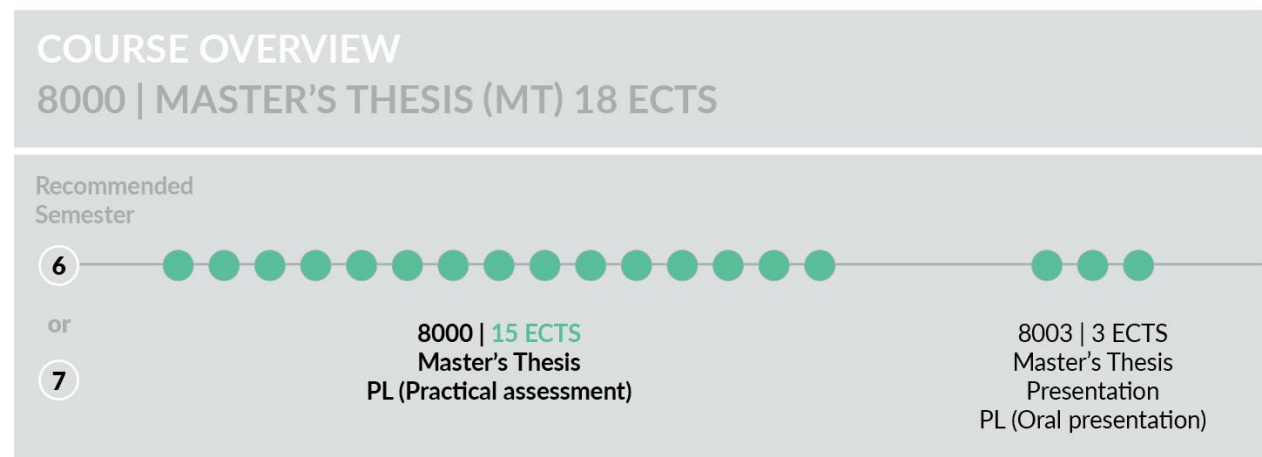 COURSE OVERVIEW
8000 | MASTER'S THESIS (MT) 18 ECTS
Recommended
Semester
6
or
7
8000 | 15 ECTS
Master's Thesis
PL (Practical assessment)
8003 | 3 ECTS
Master's Thesis
Presentation
PL (Oral presentation)